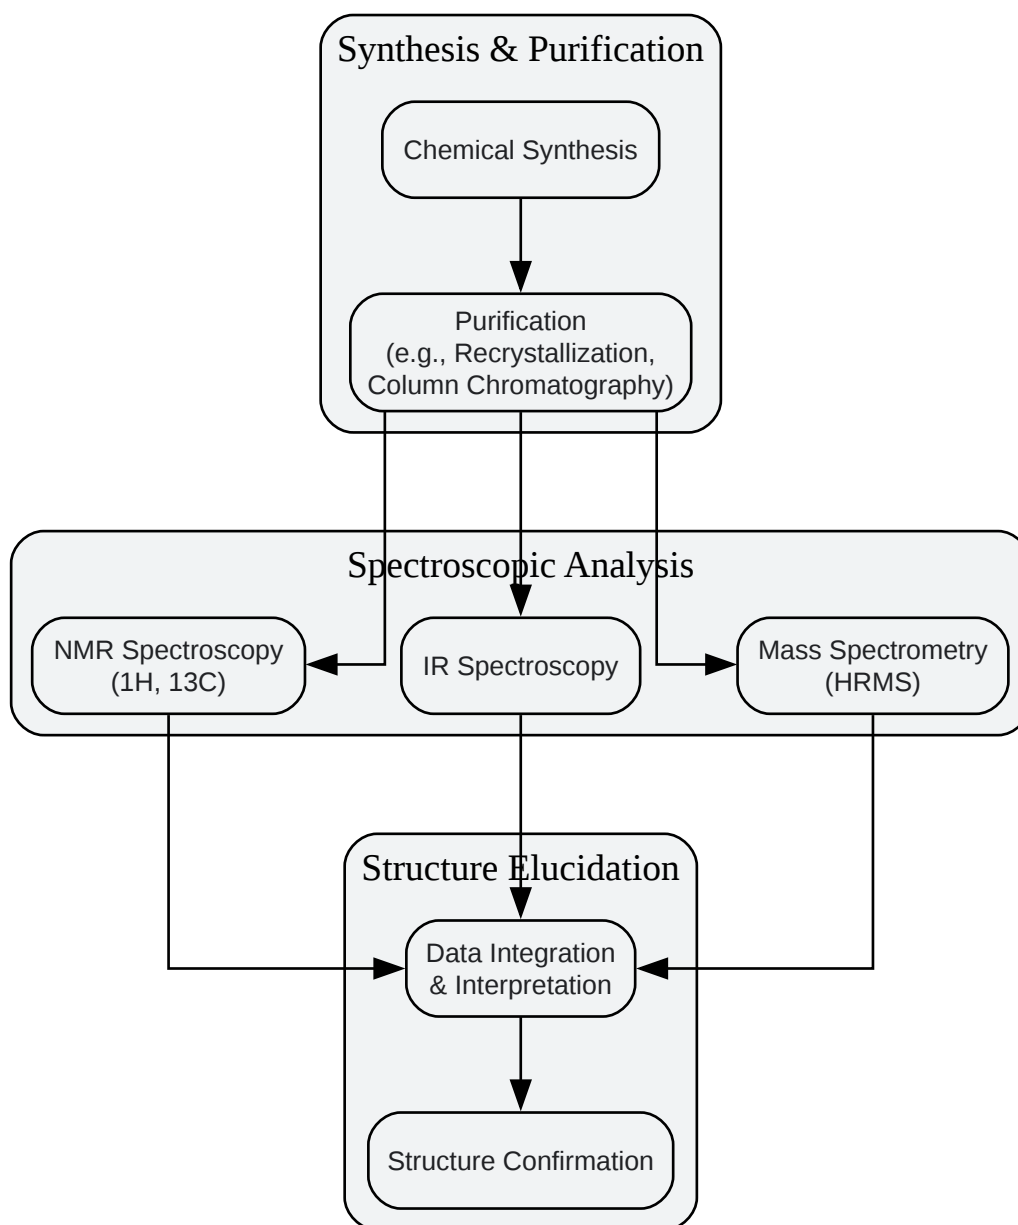 Synthesis & Purification
Chemical Synthesis
Purification
(e.g., Recrystallization,
Column Chromatography)
Spectroscopic Analysis
NMR Spectroscopy
(1H, 13C)
IR Spectroscopy
Mass Spectrometry
(HRMS)
Structure Elucidation
Data Integration
& Interpretation
Structure Confirmation